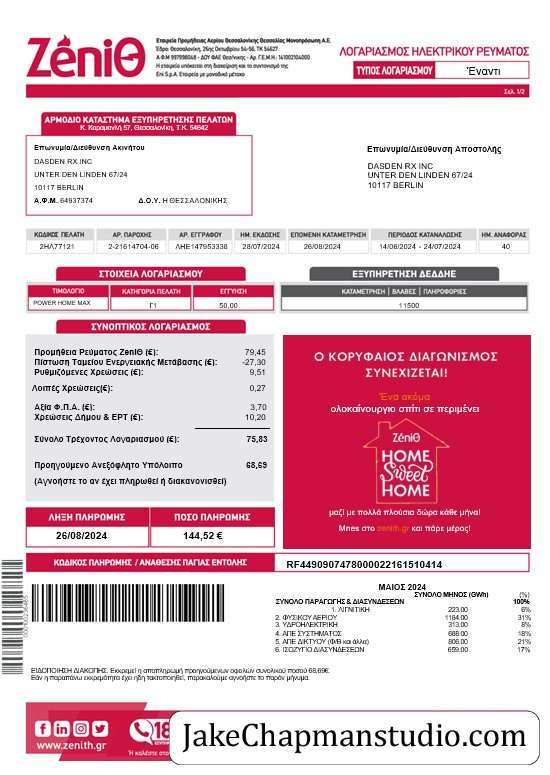 ZéniΘ
Εταιρεία Προμήθειας Αερίου Θεσσαλονίκης Θεσσαλίας Μονοπρόσωπη Α.Ε.
Έδρα: Θεσσαλονίκη, 26ης Οκτωβρίου 54-56, ΤΚ 54627
Α.Φ.Μ 997998048 - ΔΟΥ ΦΑΕ Θεσ/νίκης - Αρ. Γ.Ε.Μ.Η.: 141002104000
Η εταιρεία υπόκειται στη διαχείριση και το συντονισμό της
Eni S.p.A. Εταιρεία με μοναδικό μέτοχο
ΛΟΓΑΡΙΑΣΜΟΣ ΗΛΕΚΤΡΙΚΟΥ ΡΕΥΜΑΤΟΣ
ΤΥΠΟΣ ΛΟΓΑΡΙΑΣΜΟΥ Έναντι
Σελ. 1/2
ΑΡΜΟΔΙΟ ΚΑΤΑΣΤΗΜΑ ΕΞΥΠΗΡΕΤΗΣΗΣ ΠΕΛΑΤΩΝ
Κ. Καραμανλή 57, Θεσσαλονίκη, Τ.Κ. 54642
Επωνυμία/Διεύθυνση Ακινήτου
DASDEN RX INC
UNTER DEN LINDEN 67/24
10117 BERLIN
Α.Φ.Μ. 64937374 Δ.Ο.Υ. Η ΘΕΣΣΑΛΟΝΙΚΗΣ
Επωνυμία/Διεύθυνση Αποστολής
DASDEN RX INC
UNTER DEN LINDEN 67/24
10117 BERLIN
ΚΩΔΙΚΟΣ ΠΕΛΑΤΗ ΑΡ. ΠΑΡΟΧΗΣ ΑΡ. ΕΓΓΡΑΦΟΥ ΗΜ. ΕΚΔΟΣΗΣ ΕΠΟΜΕΝΗ ΚΑΤΑΜΕΤΡΗΣΗ ΠΕΡΙΟΔΟΣ ΚΑΤΑΝΑΛΩΣΗΣ ΗΜ. ΑΝΑΦΟΡΑΣ
2ΗΛ77121 2-21614704-06 ΛΗΕ147953338 28/07/2024 26/08/2024 14/06/2024 - 24/07/2024 40
ΣΤΟΙΧΕΙΑ ΛΟΓΑΡΙΑΣΜΟΥ
ΤΙΜΟΛΟΓΙΟ ΚΑΤΗΓΟΡΙΑ ΠΕΛΑΤΗ ΕΓΓΥΗΣΗ
POWER HOME MAX Γ1 50,00
ΕΞΥΠΗΡΕΤΗΣΗ ΔΕΔΔΗΕ
ΚΑΤΑΜΕΤΡΗΣΗ | ΒΛΑΒΕΣ | ΠΛΗΡΟΦΟΡΙΕΣ
11500
ΣΥΝΟΠΤΙΚΟΣ ΛΟΓΑΡΙΑΣΜΟΣ
Προμήθεια Ρεύματος ZeniΘ (€): 79,45
Πίστωση Ταμείου Ενεργειακής Μετάβασης (€): -27,30
Ρυθμιζόμενες Χρεώσεις (€): 9,51
Λοιπές Χρεώσεις(€): 0,27
Αξία Φ.Π.Α. (€): 3,70
Χρεώσεις Δήμου & ΕΡΤ (€): 10,20
Σύνολο Τρέχοντος Λογαριασμού (€): 75,83
Προηγούμενο Ανεξόφλητο Υπόλοιπο 68,69
(Αγνοήστε το αν έχει πληρωθεί ή διακανονισθεί)
Ο ΚΟΡΥΦΑΙΟΣ ΔΙΑΓΩΝΙΣΜΟΣ
ΣΥΝΕΧΙΖΕΤΑΙ!
Ένα ακόμα
ολοκαίνουργιο σπίτι σε περιμένει
ZéniΘ
HOME
Sweet
HOME
μαζί με πολλά πλούσια δώρα κάθε μήνα!
Μπες στο zenith.gr και πάρε μέρος!
ΛΗΞΗ ΠΛΗΡΩΜΗΣ ΠΟΣΟ ΠΛΗΡΩΜΗΣ
26/08/2024 144,52 €
ΚΩΔΙΚΟΣ ΠΛΗΡΩΜΗΣ / ΑΝΑΘΕΣΗΣ ΠΑΓΙΑΣ ΕΝΤΟΛΗΣ RF4490907478000022161510414
ΜΑΙΟΣ 2024
ΣΥΝΟΛΟ ΜΗΝΟΣ (GWh) (%)
ΣΥΝΟΛΟ ΠΑΡΑΓΩΓΗΣ & ΔΙΑΣΥΝΔΕΣΕΩΝ 100%
1. ΛΙΓΝΙΤΙΚΗ 223.00 6%
2. ΦΥΣΙΚΟΥ ΑΕΡΙΟΥ 1184.00 31%
3. ΥΔΡΟΗΛΕΚΤΡΙΚΗ 313.00 8%
4. ΑΠΕ ΣΥΣΤΗΜΑΤΟΣ 688.00 18%
5. ΑΠΕ ΔΙΚΤΥΟΥ (Φ/Β και άλλα) 806.00 21%
6. ΙΣΟΖΥΓΙΟ ΔΙΑΣΥΝΔΕΣΕΩΝ 659.00 17%
ΕΙΔΟΠΟΙΗΣΗ ΔΙΑΚΟΠΗΣ. Εκκρεμεί η αποπληρωμή προηγούμενων οφειλών συνολικού ποσού 68,69€.
Εάν η παραπάνω εκκρεμότητα έχει ήδη τακτοποιηθεί, παρακαλούμε αγνοήστε το παρόν μήνυμα.
www.zenith.gr
JakeChapmanstudio.com